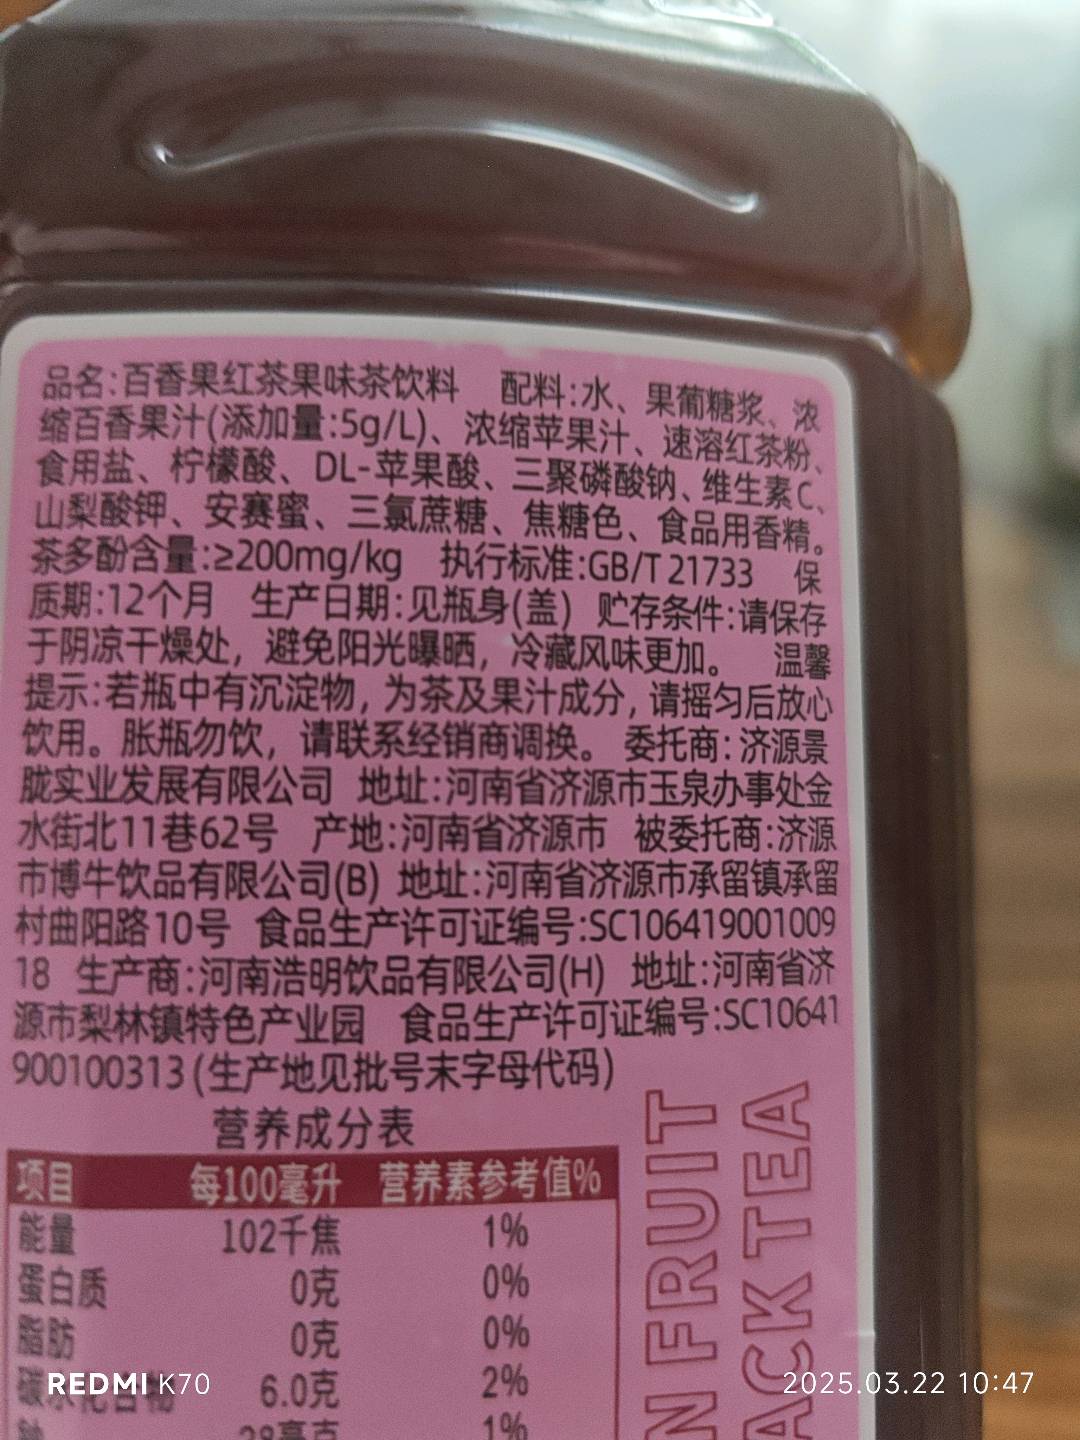 品名:百香果红茶果味茶饮料 配料:水、果葡糖浆、浓
缩百香果汁(添加量:5g/L)、浓缩苹果汁、速溶红茶粉、
食用盐、柠檬酸、DL-苹果酸、三聚磷酸钠、维生素C、
山梨酸钾、安赛蜜、三氯蔗糖、焦糖色、食品用香精。
茶多酚含量:≥200mg/kg 执行标准:GB/T 21733 保
质期:12个月 生产日期:见瓶身(盖) 贮存条件:请保存
于阴凉干燥处,避免阳光曝晒,冷藏风味更加。 温馨
提示:若瓶中有沉淀物,为茶及果汁成分,请摇匀后放心
饮用。胀瓶勿饮,请联系经销商调换。 委托商:济源景
胧实业发展有限公司 地址:河南省济源市玉泉办事处金
水街北11巷62号 产地:河南省济源市 被委托商:济源
市博牛饮品有限公司(B) 地址:河南省济源市承留镇承留
村曲阳路10号 食品生产许可证编号:SC106419001009
18 生产商:河南浩明饮品有限公司(H) 地址:河南省济
源市梨林镇特色产业园 食品生产许可证编号:SC10641
900100313(生产地见批号末字母代码)
营养成分表
项目 每100毫升 营养素参考值%
能量 102千焦 1%
蛋白质 0克 0%
脂肪 0克 0%
碳水化合物 6.0克 2%
钠 28毫克 1%
N FRUIT
ACK TEA
REDMI K70
2025.03.22 10:47